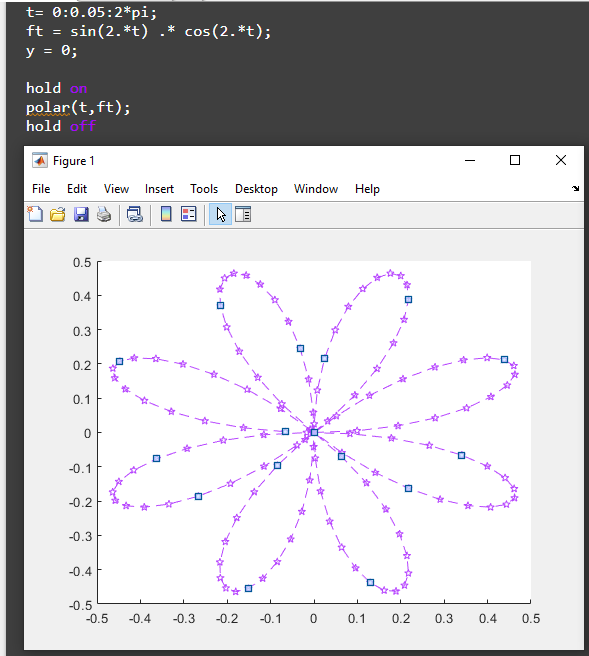 t= 0:0.05:2*pi;
ft = sin(2.*t) .* cos(2.*t);
y = 0;
hold on
polar(t,ft);
hold off
Figure 1
File Edit View Insert Tools Desktop Window Help
0.5
0.4
0.3
0.2
0.1
0
-0.1
-0.2
-0.3
-0.4
-0.5
-0.5 -0.4 -0.3 -0.2 -0.1 0 0.1 0.2 0.3 0.4 0.5